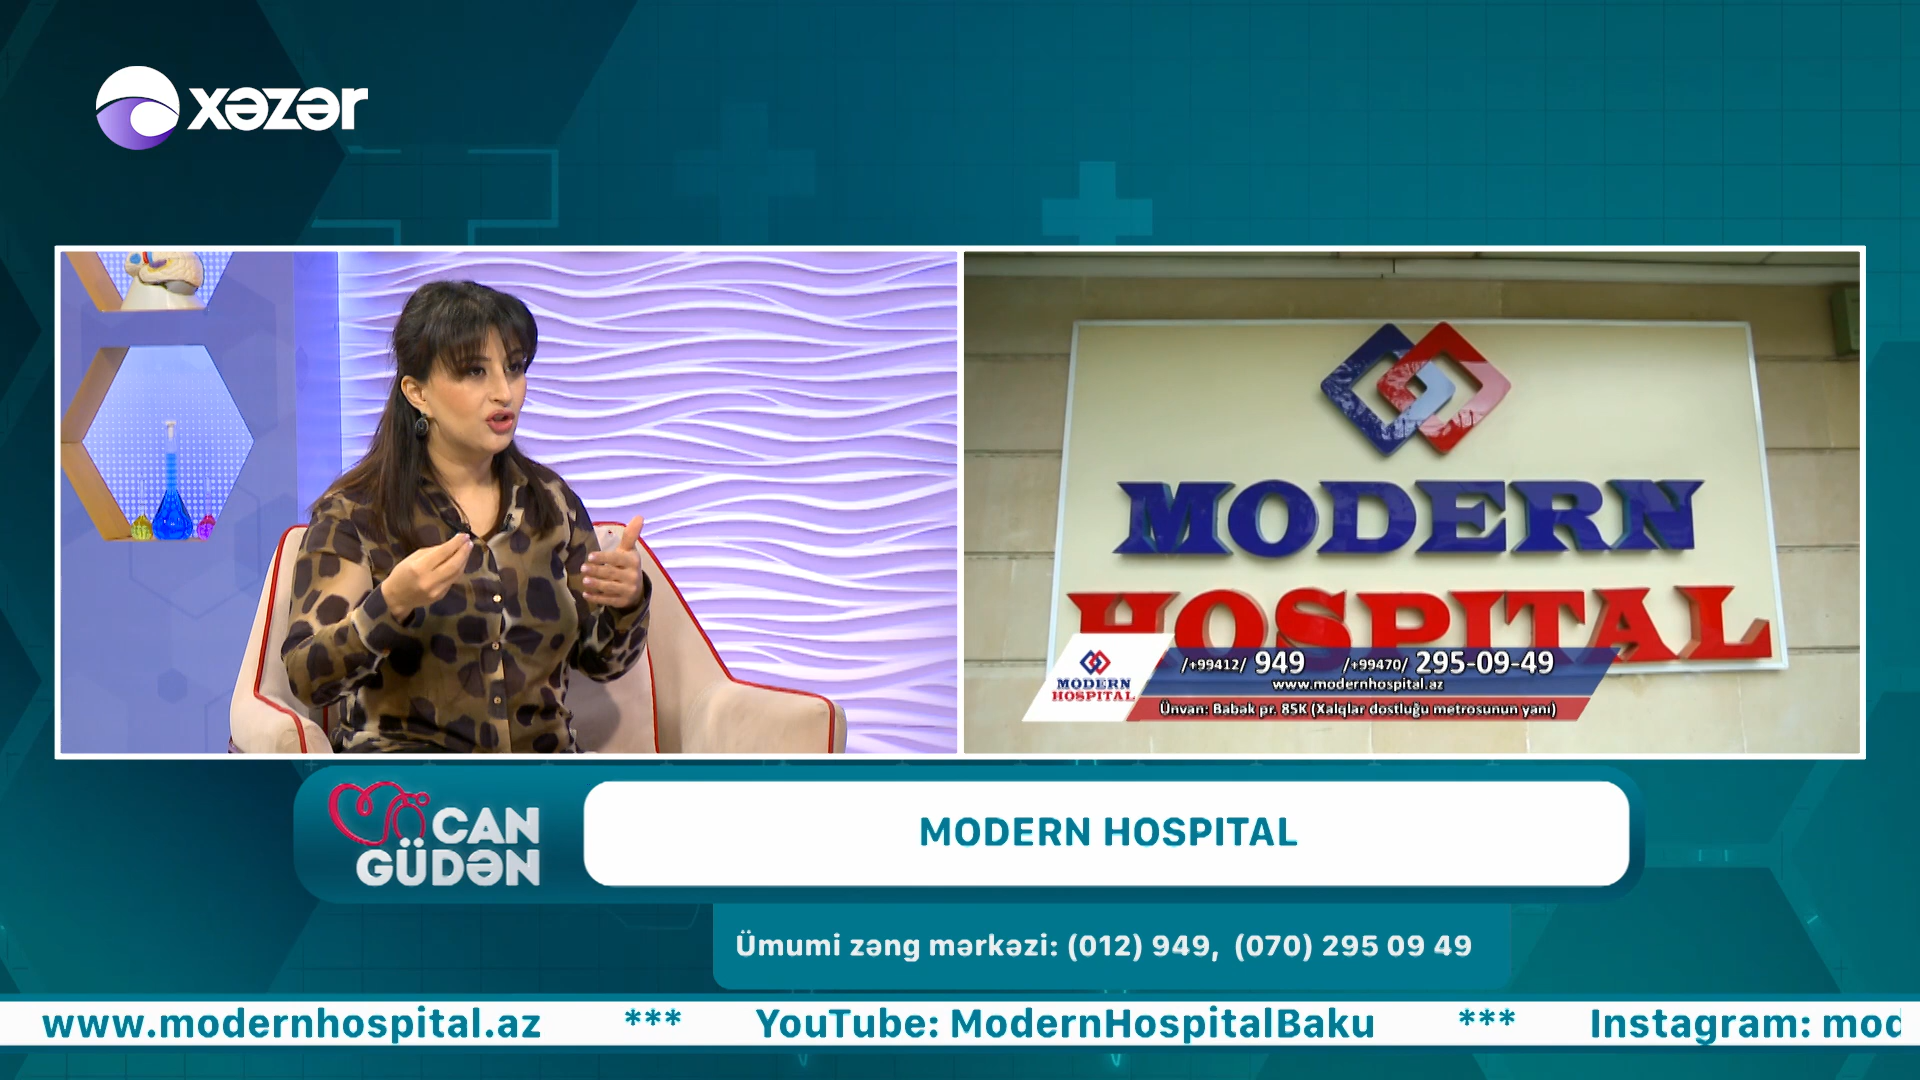 xəzər
MODERN
HOSPITAL
/+99412/ 949 /+99470/ 295-09-49
www.modernhospital.az
MODERN
HOSPITAL
Ünvan: Babək pr. 85K (Xalqlar dostluğu metrosunun yanı)
CAN
GÜDƏN
MODERN HOSPITAL
Ümumi zəng mərkəzi: (012) 949, (070) 295 09 49
www.modernhospital.az *** YouTube: ModernHospitalBaku *** Instagram: mod